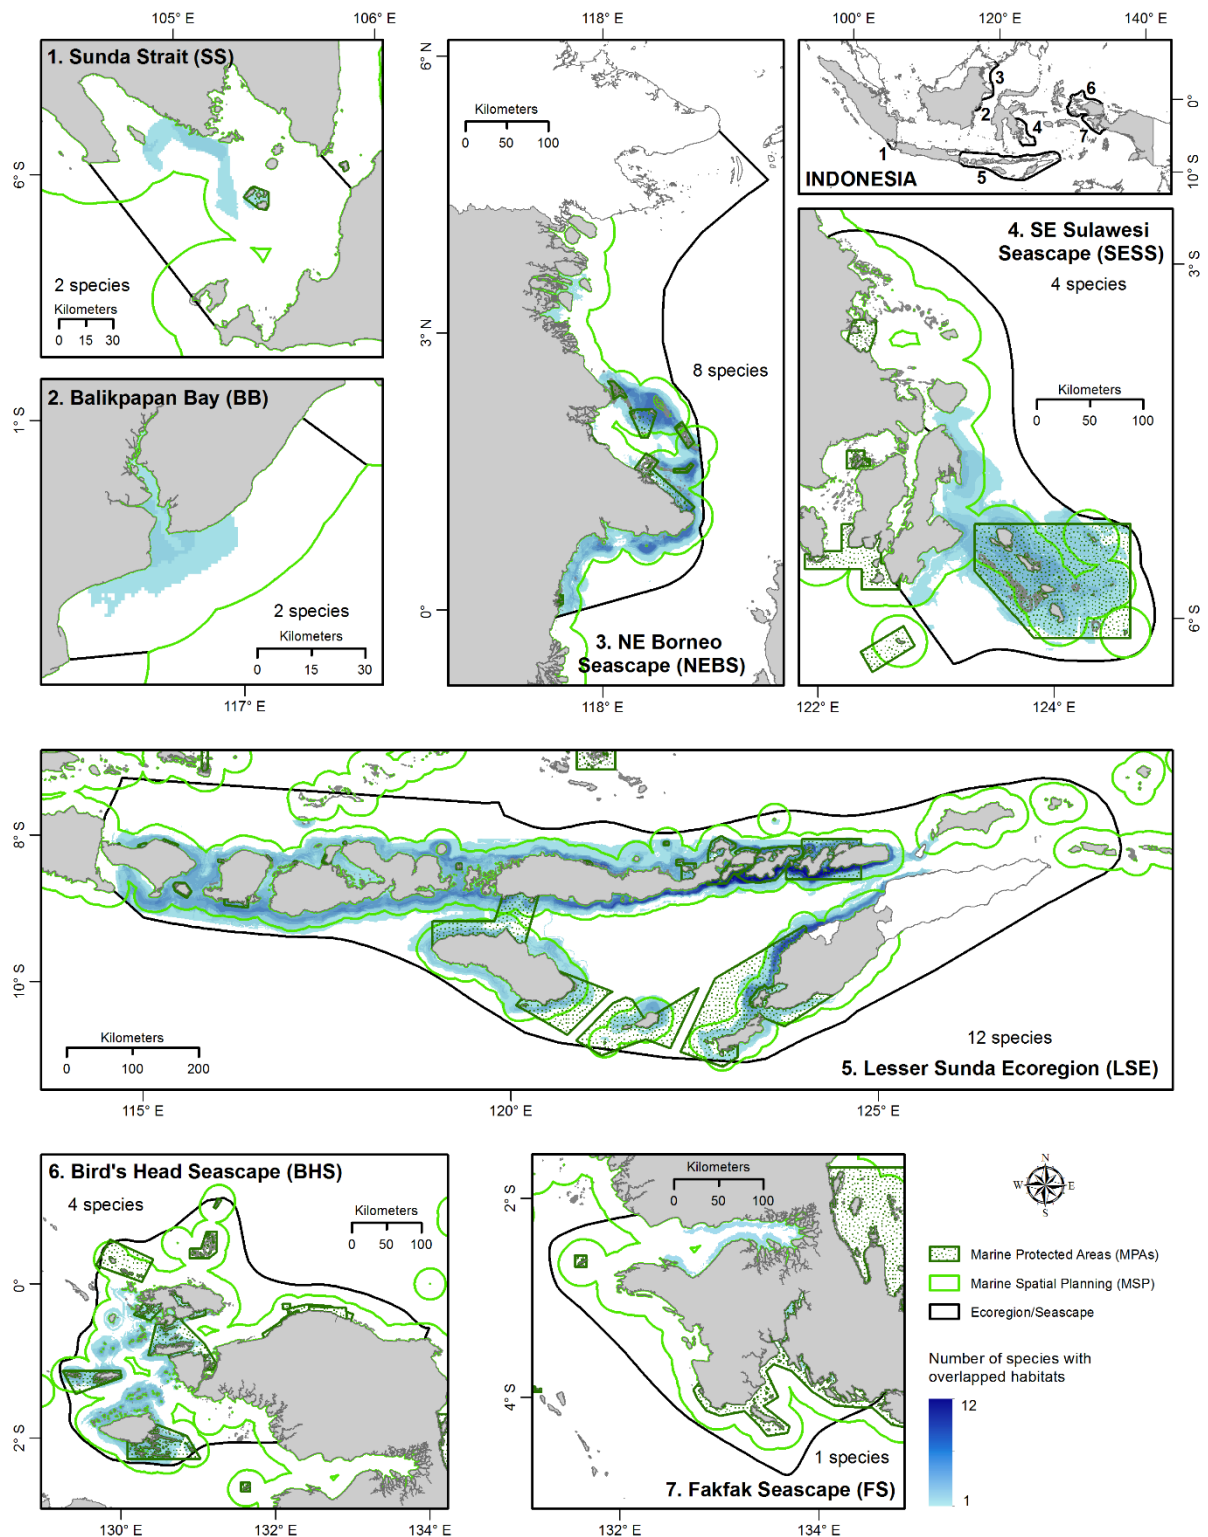 105° E
106° E
118° E
100° E
120° E
140° E
1. Sunda Strait (SS)
6° S
2 species
Kilometers
0 15 30
6° N
Kilometers
0 50 100
3° N
8 species
0°
3. NE Borneo
Seascape (NEBS)
118° E
3
6
2
4
7
1
5
INDONESIA
0°
10° S
4. SE Sulawesi
Seascape (SESS)
4 species
3° S
Kilometers
0 50 100
6° S
122° E
124° E
2. Balikpapan Bay (BB)
1° S
2 species
Kilometers
0 15 30
117° E
8° S
10° S
Kilometers
0 100 200
12 species
5. Lesser Sunda Ecoregion (LSE)
115° E
120° E
125° E
6. Bird's Head Seascape (BHS)
4 species
Kilometers
0 50 100
0°
2° S
130° E
132° E
134° E
Kilometers
0 50 100
2° S
4° S
1 species
7. Fakfak Seascape (FS)
132° E
134° E
N
W
E
S
Marine Protected Areas (MPAs)
Marine Spatial Planning (MSP)
Ecoregion/Seascape
Number of species with
overlapped habitats
12
1